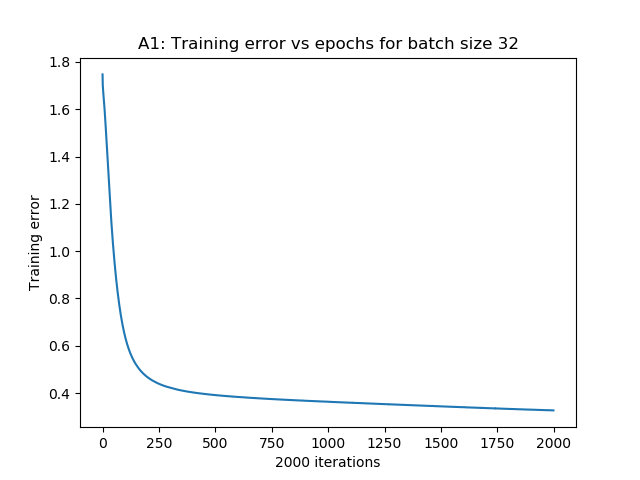 A1: Training error vs epochs for batch size 32
Training error
1.8
1.6
1.4
1.2
1.0
0.8
0.6
0.4
0 250 500 750 1000 1250 1500 1750 2000
2000 iterations